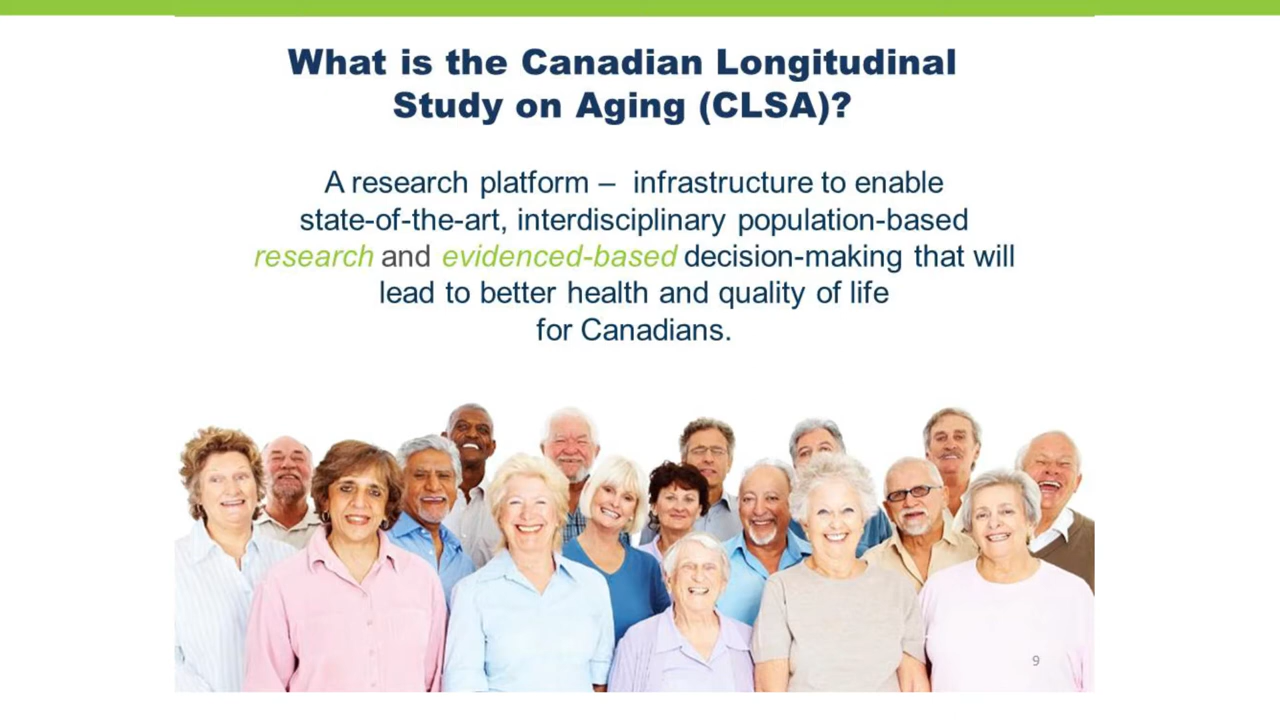 What is the Canadian Longitudinal
Study on Aging (CLSA)?
A research platform – infrastructure to enable
state-of-the-art, interdisciplinary population-based
research and evidenced-based decision-making that will
lead to better health and quality of life
for Canadians.
9